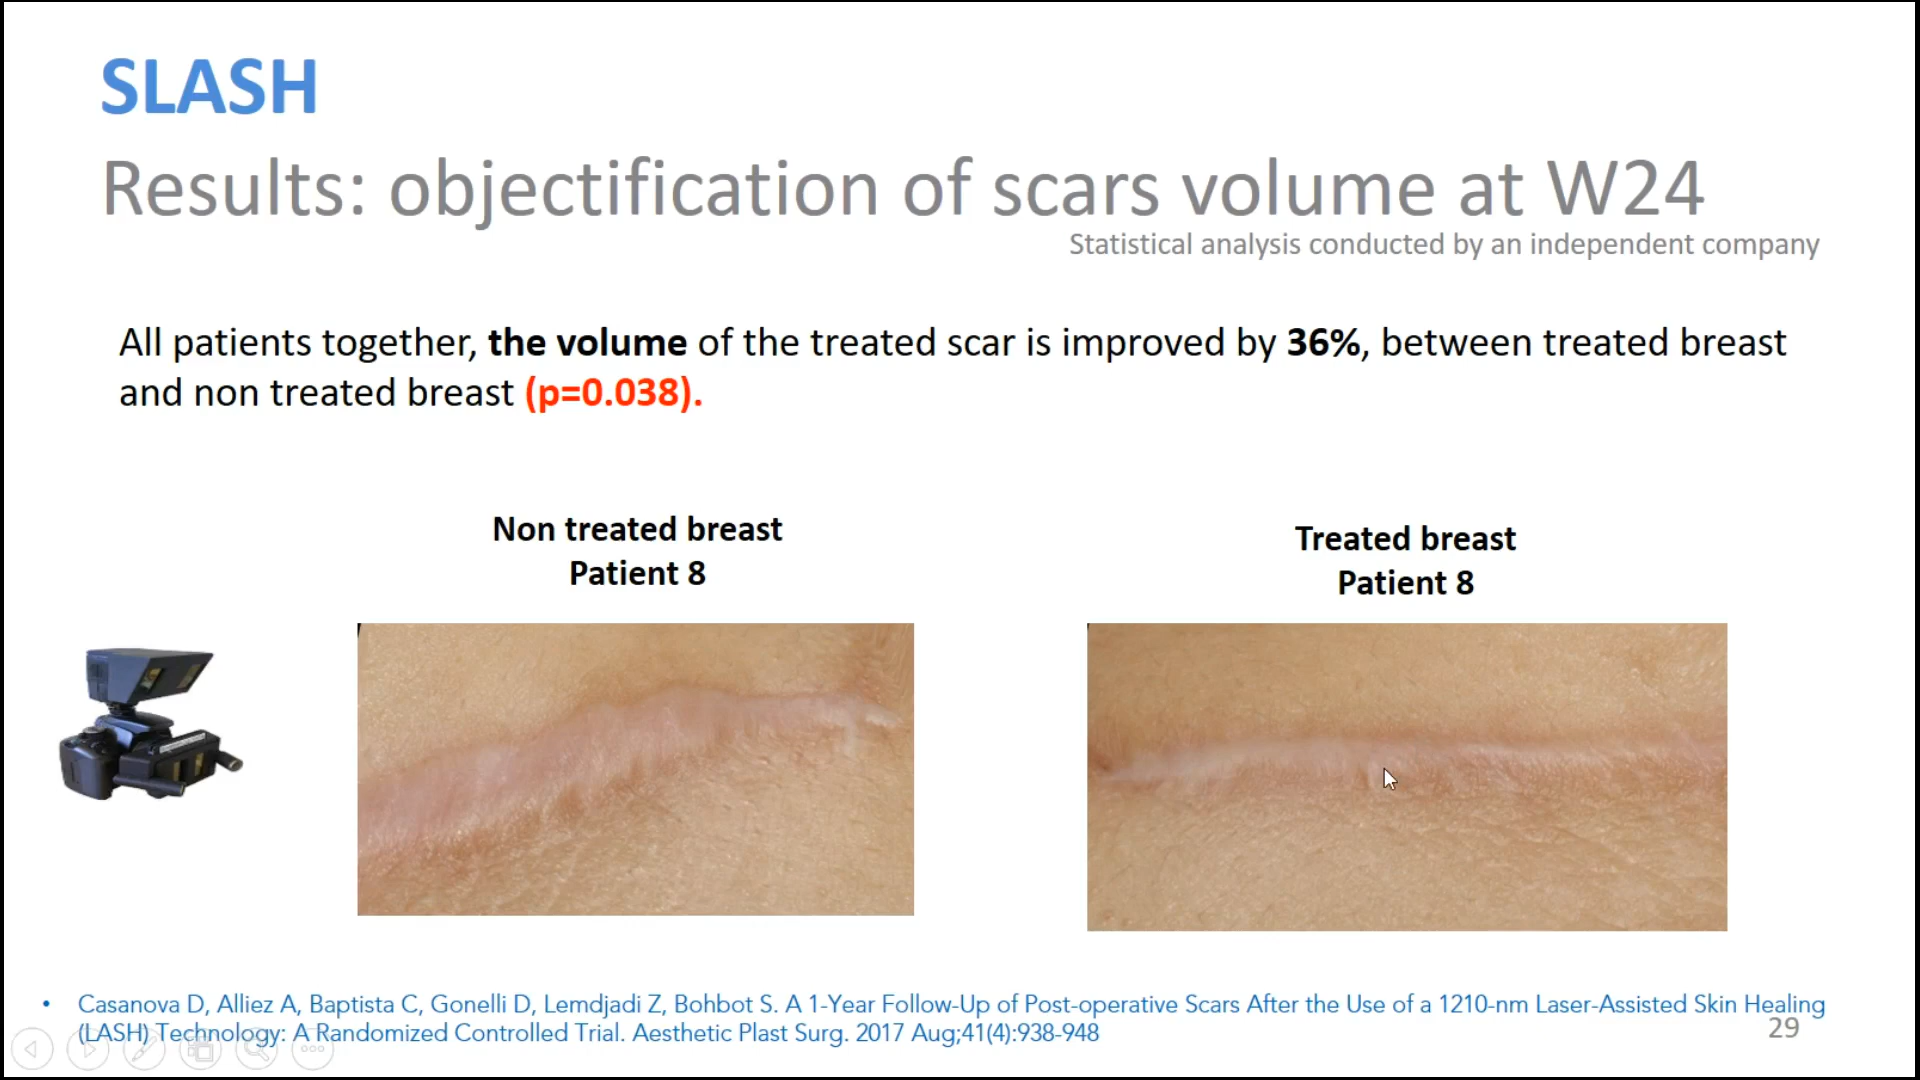 SLASH
Results: objectification of scars volume at W24
Statistical analysis conducted by an independent company
All patients together, the volume of the treated scar is improved by 36%, between treated breast
and non treated breast (p=0.038).
Non treated breast
Patient 8
Treated breast
Patient 8
• Casanova D, Alliez A, Baptista C, Gonelli D, Lemdjadi Z, Bohbot S. A 1-Year Follow-Up of Post-operative Scars After the Use of a 1210-nm Laser-Assisted Skin Healing
(LASH) Technology: A Randomized Controlled Trial. Aesthetic Plast Surg. 2017 Aug;41(4):938-948
29